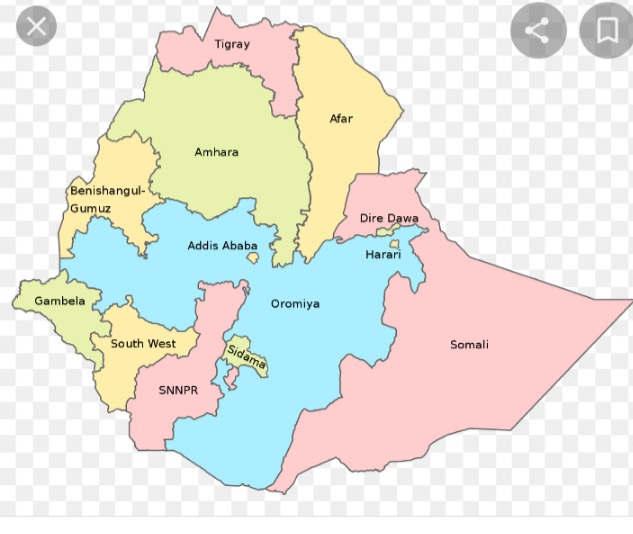 Tigray
Afar
Amhara
Benishangul-
Gumuz
Dire Dawa
Addis Ababa
Harari
Gambela
Oromiya
South West
Sidama
Somali
SNNPR